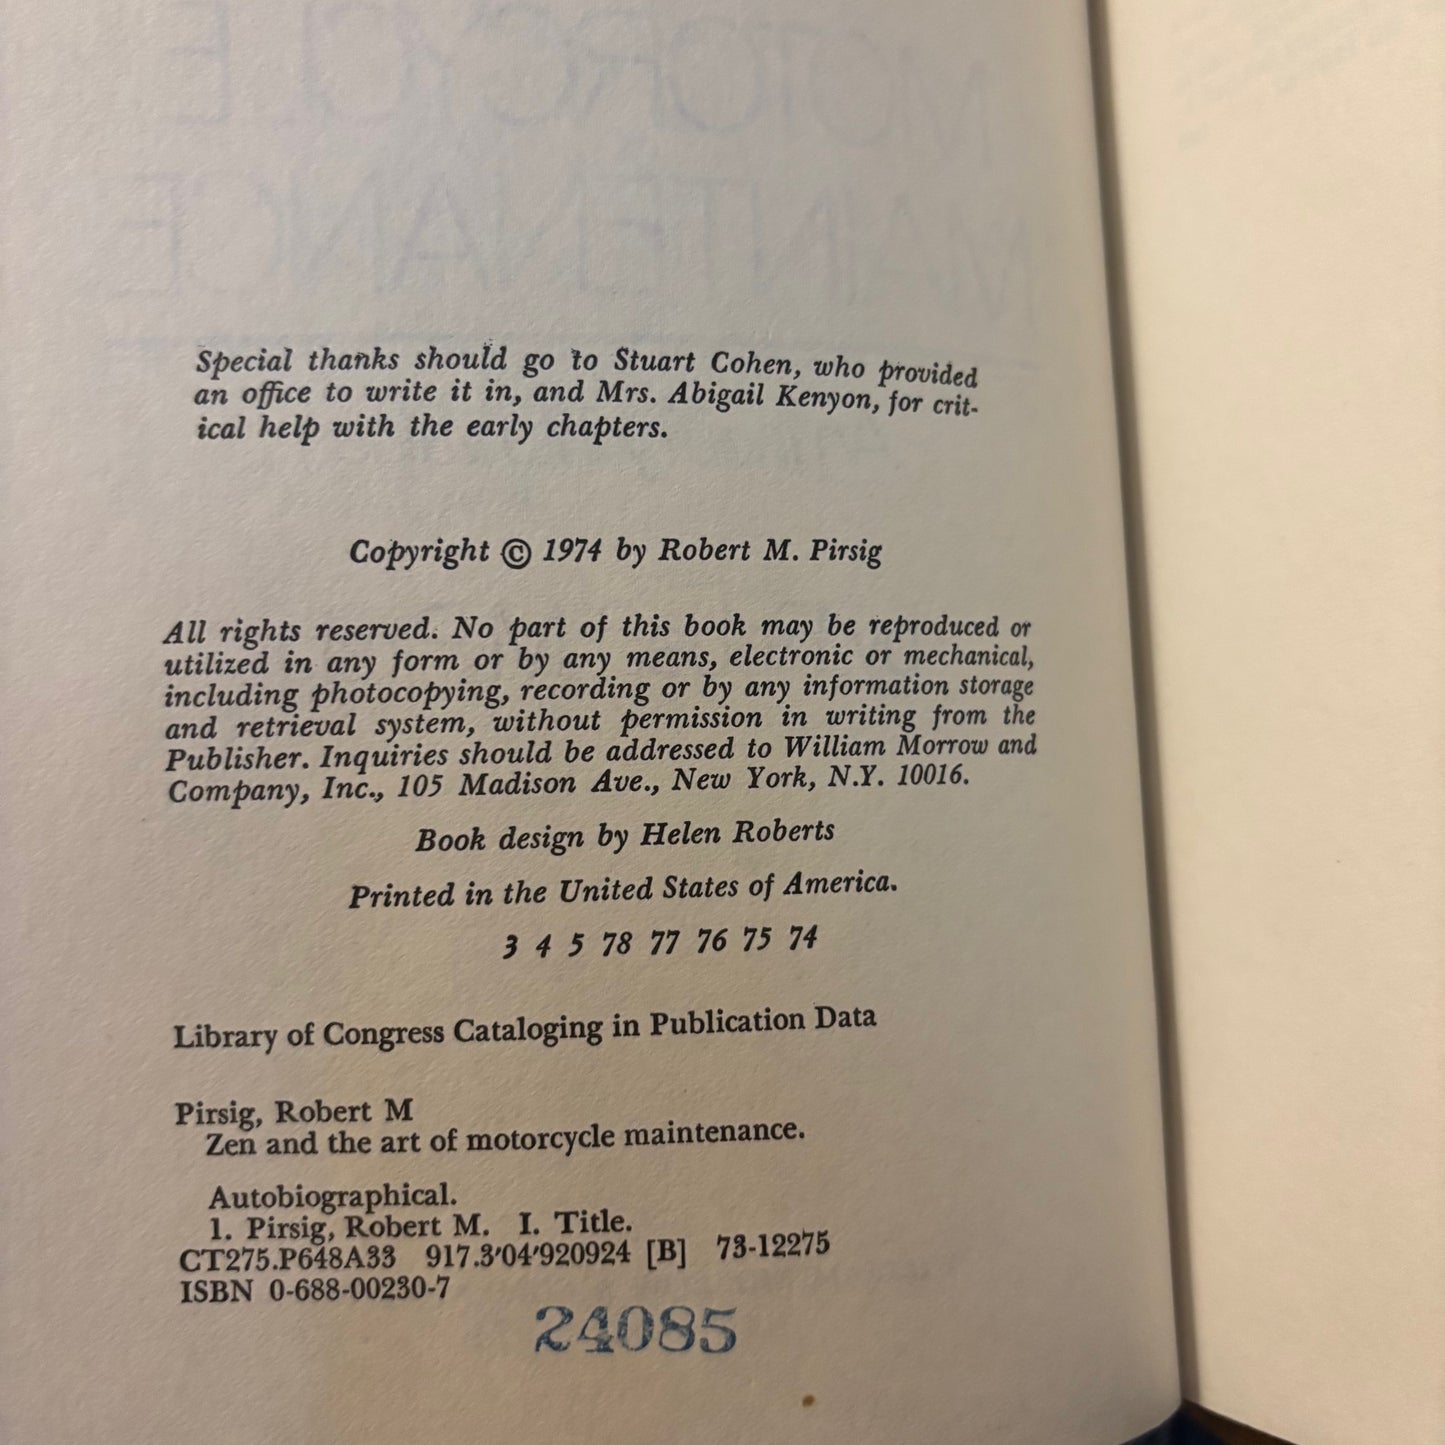 MOTORCYCLE
MAINTENANCE
Special thanks should go to Stuart Cohen, who provided
an office to write it in, and Mrs. Abigail Kenyon, for crit-
ical help with the early chapters.
Copyright © 1974 by Robert M. Pirsig
All rights reserved. No part of this book may be reproduced or
utilized in any form or by any means, electronic or mechanical,
including photocopying, recording or by any information storage
and retrieval system, without permission in writing from the
Publisher. Inquiries should be addressed to William Morrow and
Company, Inc., 105 Madison Ave., New York, N.Y. 10016.
Book design by Helen Roberts
Printed in the United States of America.
3 4 5 78 77 76 75 74
Library of Congress Cataloging in Publication Data
Pirsig, Robert M
Zen and the art of motorcycle maintenance.
Autobiographical.
1. Pirsig, Robert M. I. Title.
CT275.P648A33 917.3'04'920924 [B] 73-12275
ISBN 0-688-00230-7
24085